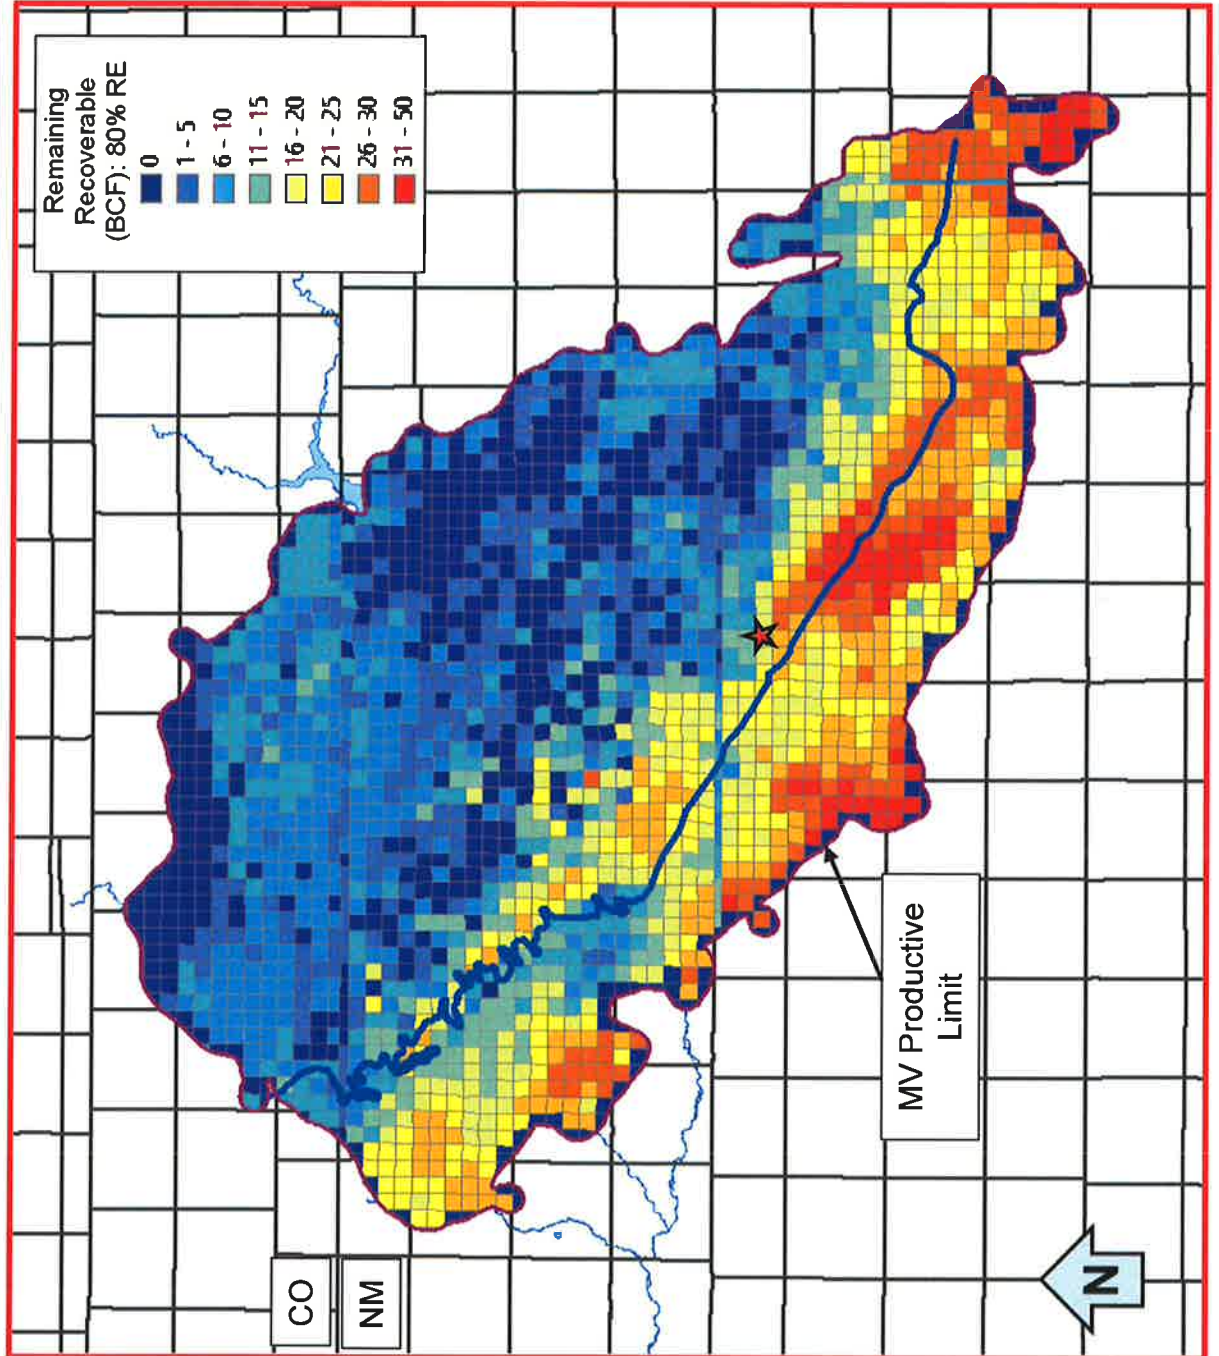 Remaining
Recoverable
(BCF): 80% RE
0
1 - 5
6 - 10
11 - 15
16 - 20
21 - 25
26 - 30
31 - 50
CO
NM
MV Productive
Limit
N